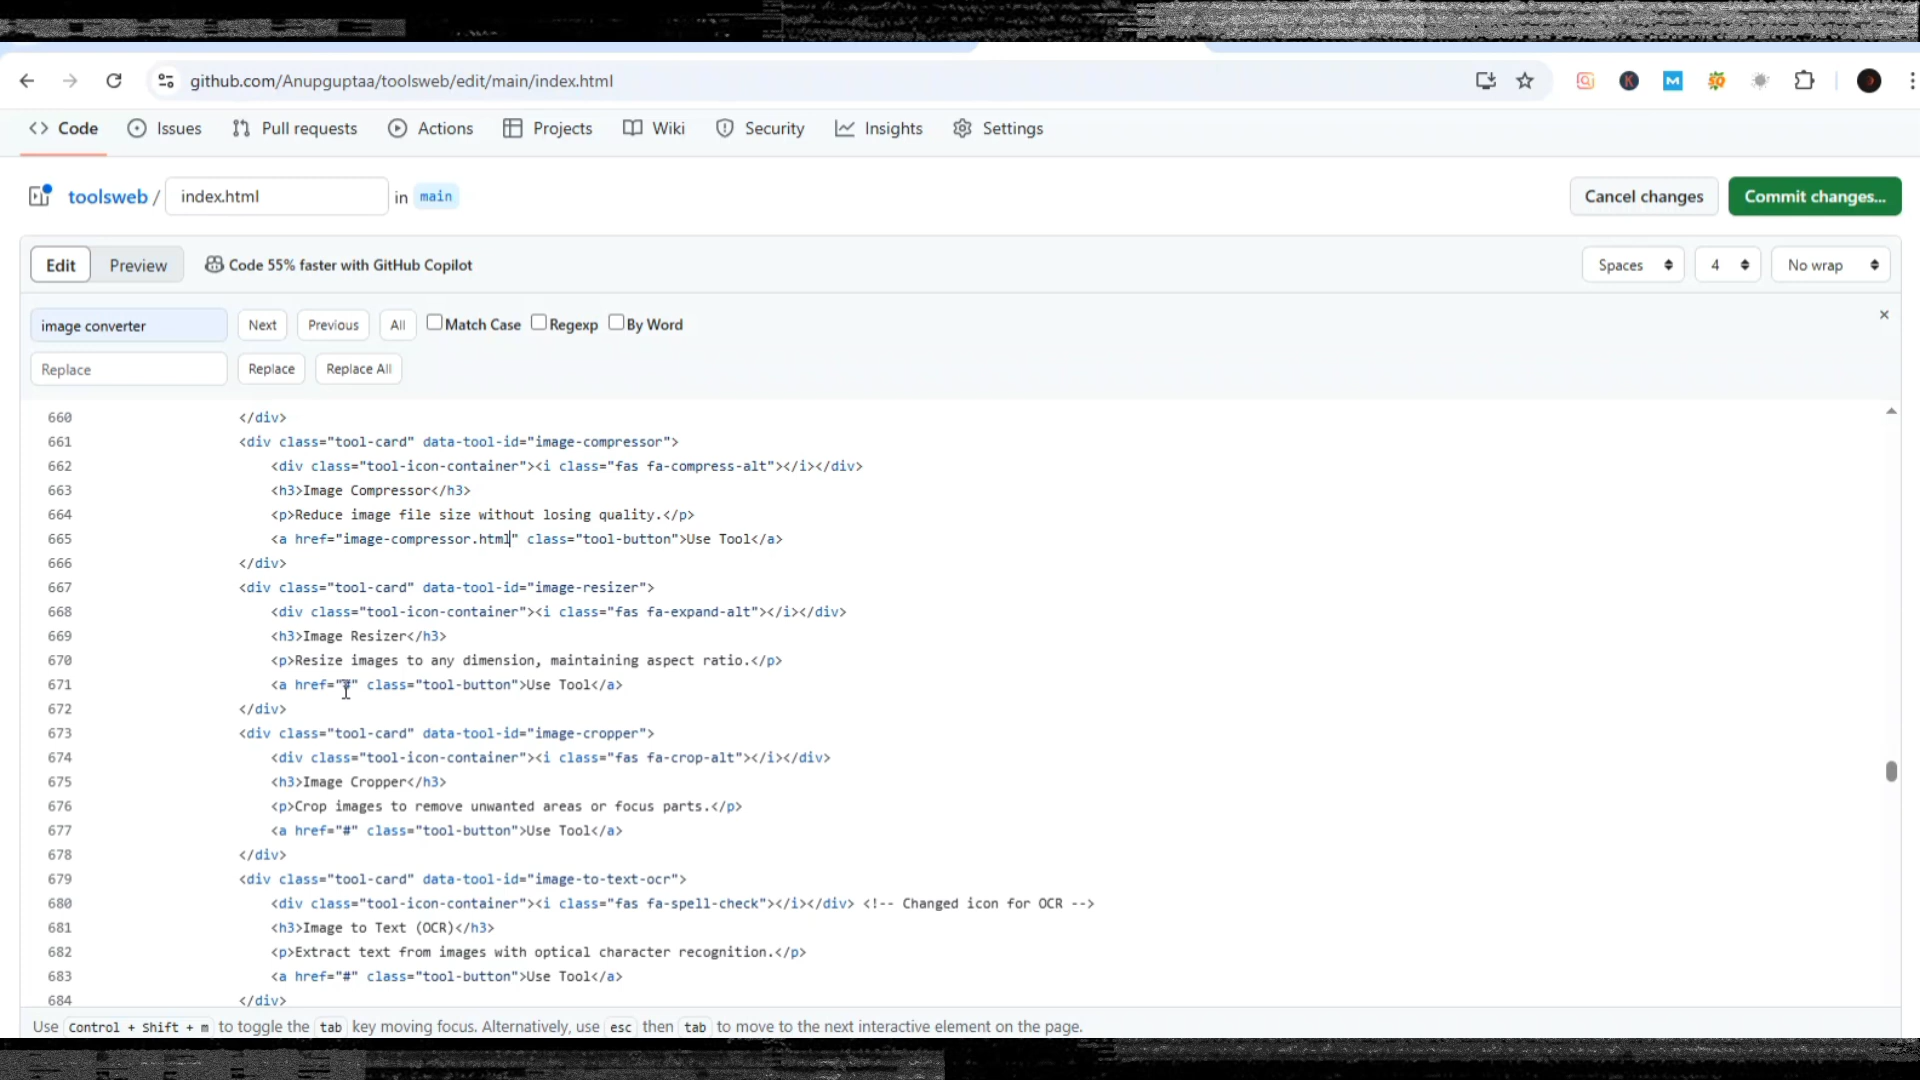 github.com/Anupguptaa/toolsweb/edit/main/index.html
Code Issues Pull requests Actions Projects Wiki Security Insights Settings
toolsweb / index.html in main Cancel changes Commit changes...
Edit Preview Code 55% faster with GitHub Copilot Spaces 4 No wrap
image converter Next Previous All Match Case Regexp By Word
Replace Replace Replace All
660 </div>
661 <div class="tool-card" data-tool-id="image-compressor">
662 <div class="tool-icon-container"><i class="fas fa-compress-alt"></i></div>
663 <h3>Image Compressor</h3>
664 <p>Reduce image file size without losing quality.</p>
665 <a href="image-compressor.html" class="tool-button">Use Tool</a>
666 </div>
667 <div class="tool-card" data-tool-id="image-resizer">
668 <div class="tool-icon-container"><i class="fas fa-expand-alt"></i></div>
669 <h3>Image Resizer</h3>
670 <p>Resize images to any dimension, maintaining aspect ratio.</p>
671 <a href="#" class="tool-button">Use Tool</a>
672 </div>
673 <div class="tool-card" data-tool-id="image-cropper">
674 <div class="tool-icon-container"><i class="fas fa-crop-alt"></i></div>
675 <h3>Image Cropper</h3>
676 <p>Crop images to remove unwanted areas or focus parts.</p>
677 <a href="#" class="tool-button">Use Tool</a>
678 </div>
679 <div class="tool-card" data-tool-id="image-to-text-ocr">
680 <div class="tool-icon-container"><i class="fas fa-spell-check"></i></div> <!-- Changed icon for OCR -->
681 <h3>Image to Text (OCR)</h3>
682 <p>Extract text from images with optical character recognition.</p>
683 <a href="#" class="tool-button">Use Tool</a>
684 </div>
Use Control + Shift + m to toggle the tab key moving focus. Alternatively, use esc then tab to move to the next interactive element on the page.